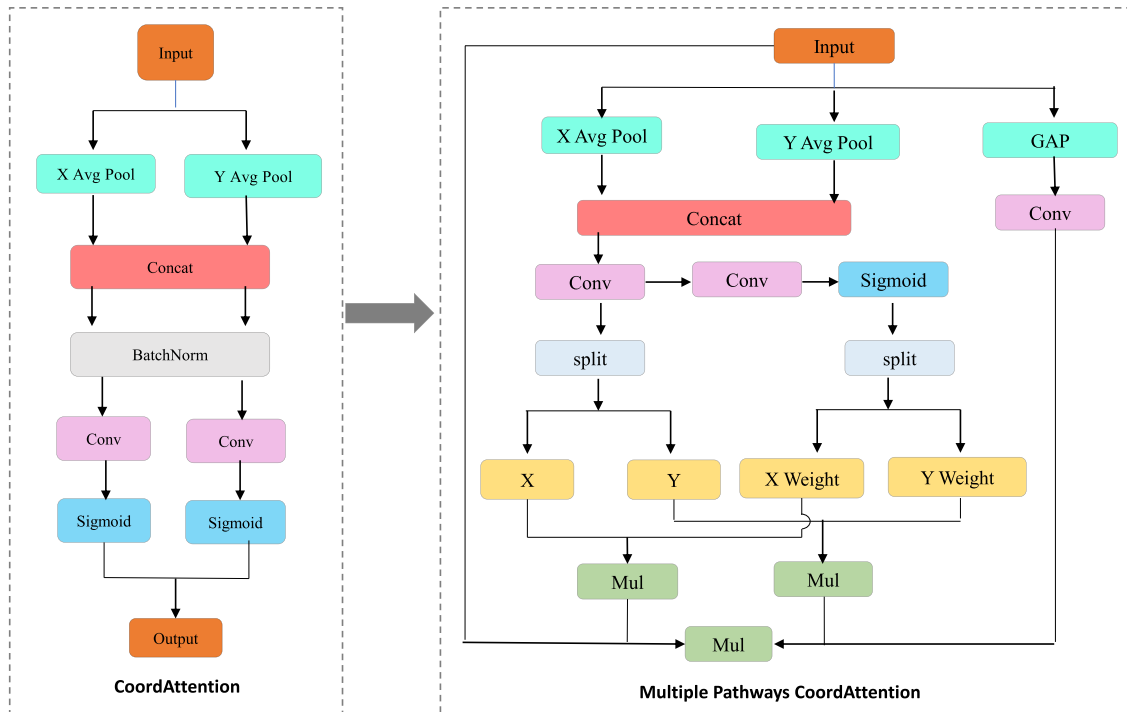 Input
X Avg Pool
Y Avg Pool
Concat
BatchNorm
Conv
Conv
Sigmoid
Sigmoid
Output
CoordAttention
Input
X Avg Pool
Y Avg Pool
GAP
Concat
Conv
Conv
Conv
Sigmoid
split
split
X
Y
X Weight
Y Weight
Mul
Mul
Mul
Multiple Pathways CoordAttention